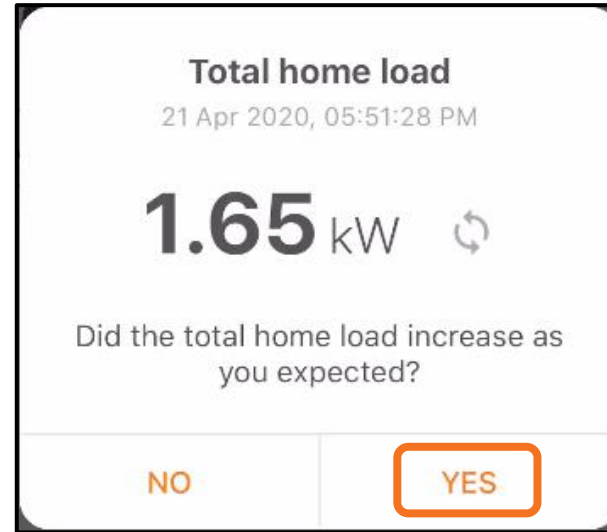 Total home load
21 Apr 2020, 05:51:28 PM
1.65 kW
Did the total home load increase as
you expected?
NO YES